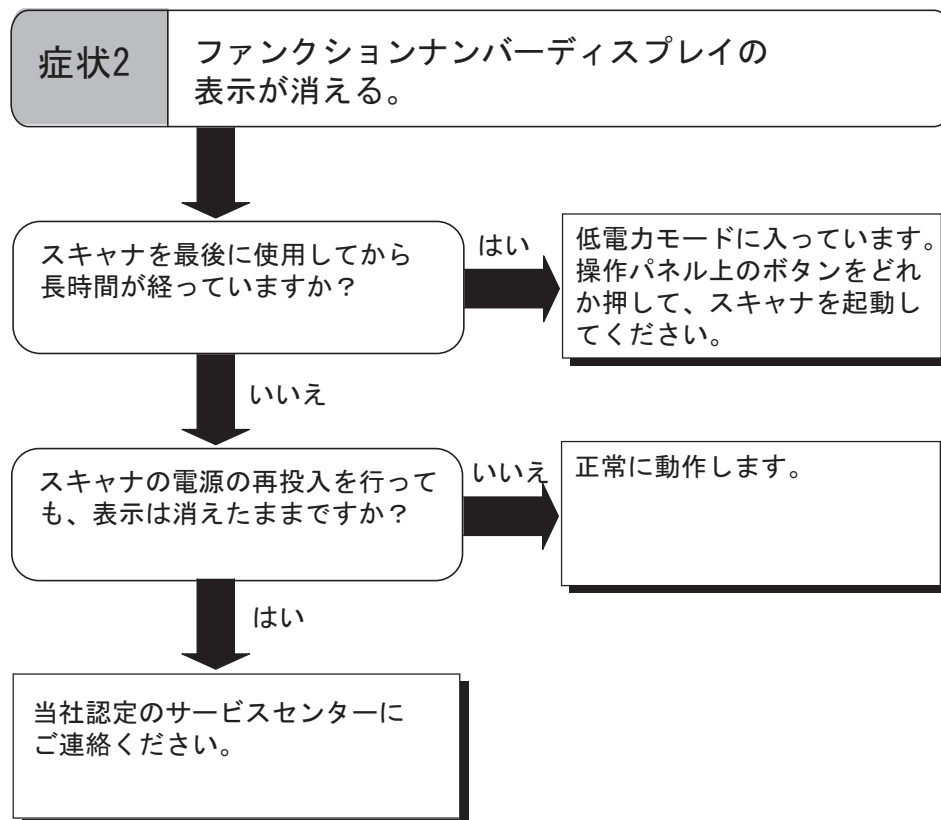 症状2
ファンクションナンバーディスプレイの
表示が消える。
スキャナを最後に使用してから
長時間が経っていますか？
はい
低電力モードに入っています。
操作パネル上のボタンをどれ
か押して、スキャナを起動し
てください。
いいえ
スキャナの電源の再投入を行って
も、表示は消えたままですか？
いいえ
正常に動作します。
はい
当社認定のサービスセンターに
ご連絡ください。